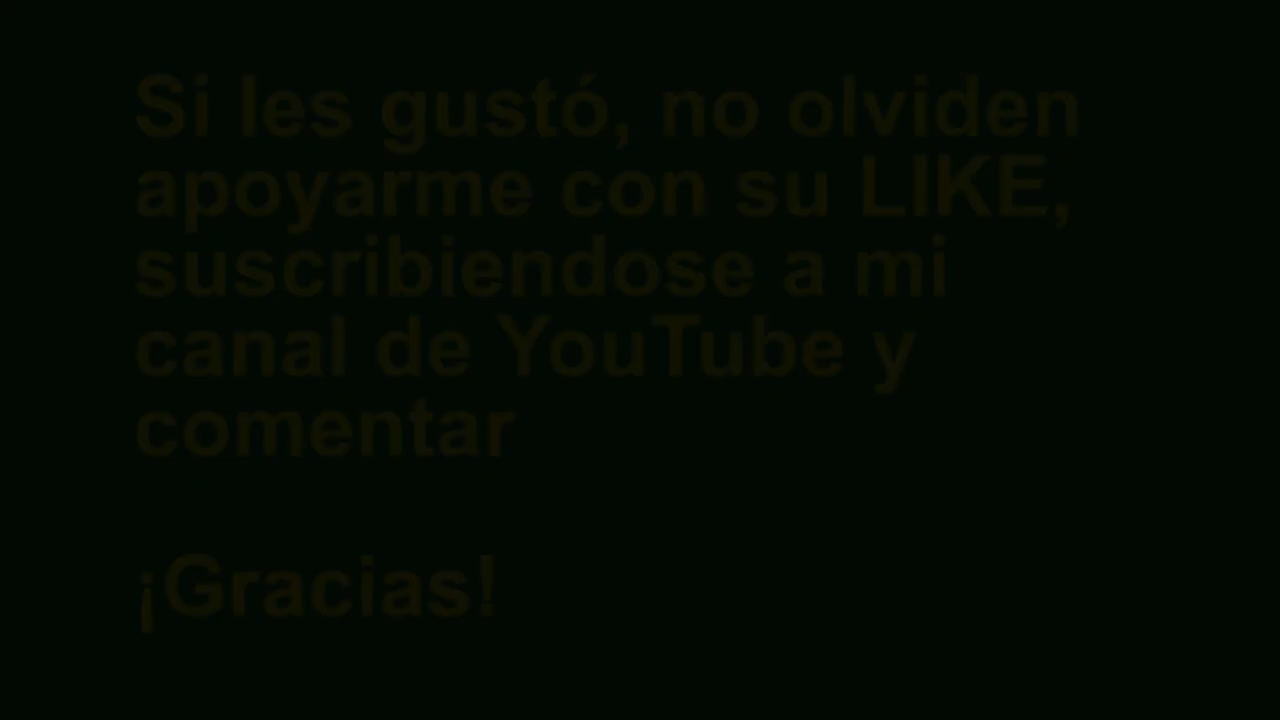 Si les gustó, no olviden
apoyarme con su LIKE,
suscribiendose a mi
canal de YouTube y
comentar
¡Gracias!